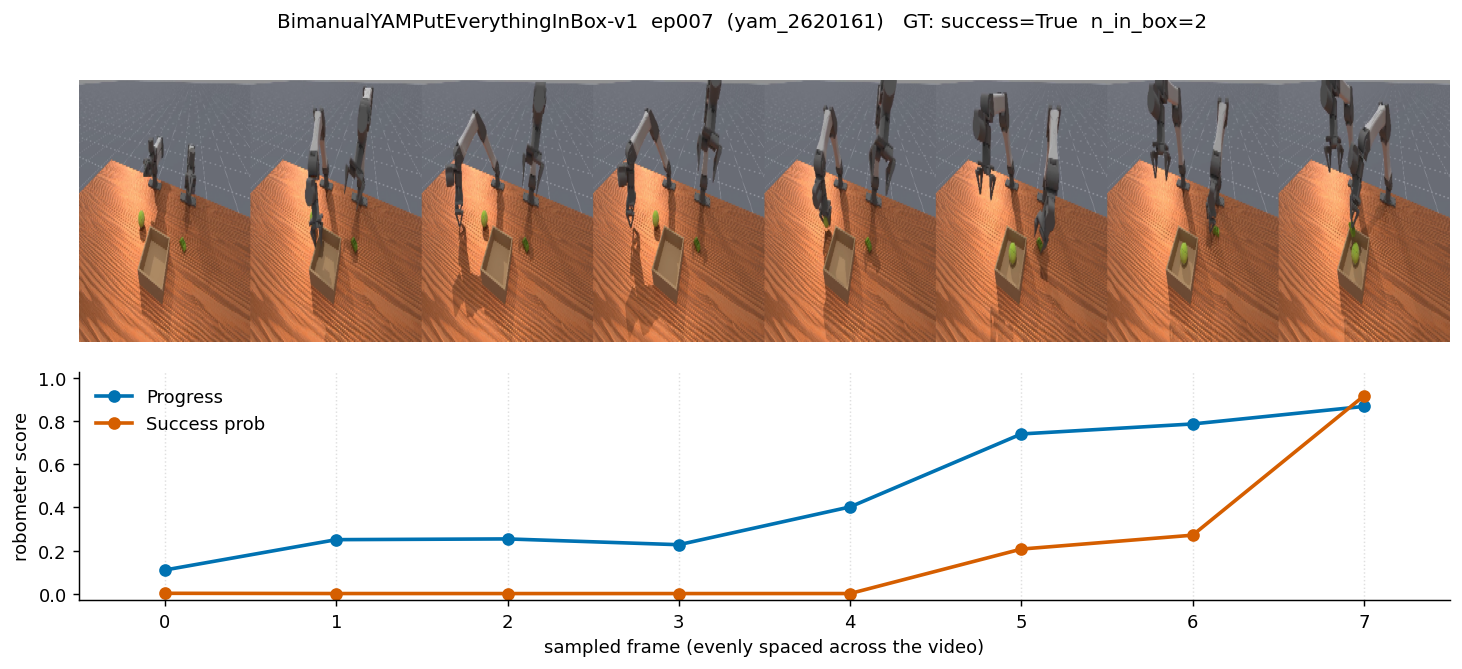 BimanualYAMPutEverythingInBox-v1  ep007  (yam_2620161)   GT: success=True  n_in_box=2
1.0
0.8
0.6
0.4
0.2
0.0
robometer score
Progress
Success prob
0 1 2 3 4 5 6 7
sampled frame (evenly spaced across the video)